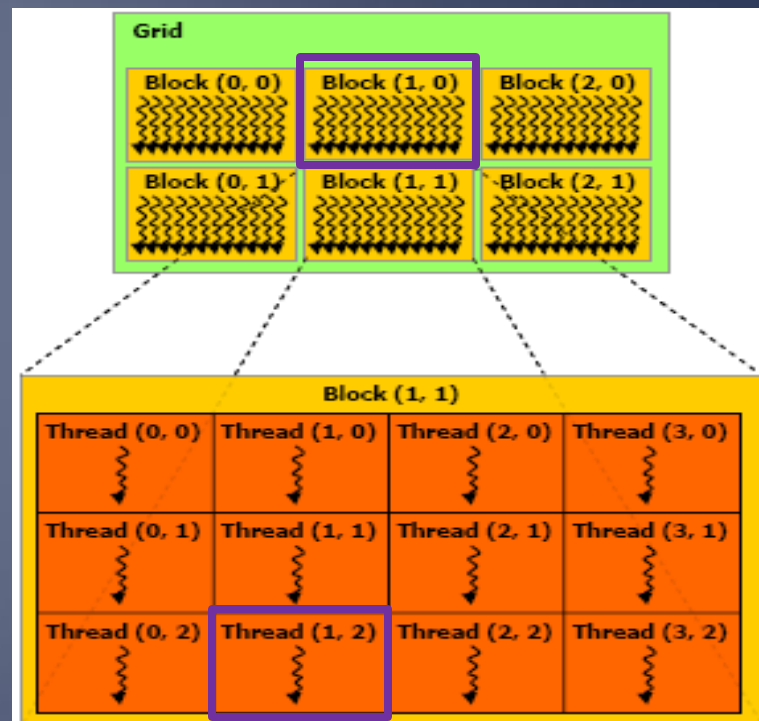 Grid
Block (0, 0) Block (1, 0) Block (2, 0)
Block (0, 1) Block (1, 1) Block (2, 1)
Block (1, 1)
Thread (0, 0) Thread (1, 0) Thread (2, 0) Thread (3, 0)
Thread (0, 1) Thread (1, 1) Thread (2, 1) Thread (3, 1)
Thread (0, 2) Thread (1, 2) Thread (2, 2) Thread (3, 2)